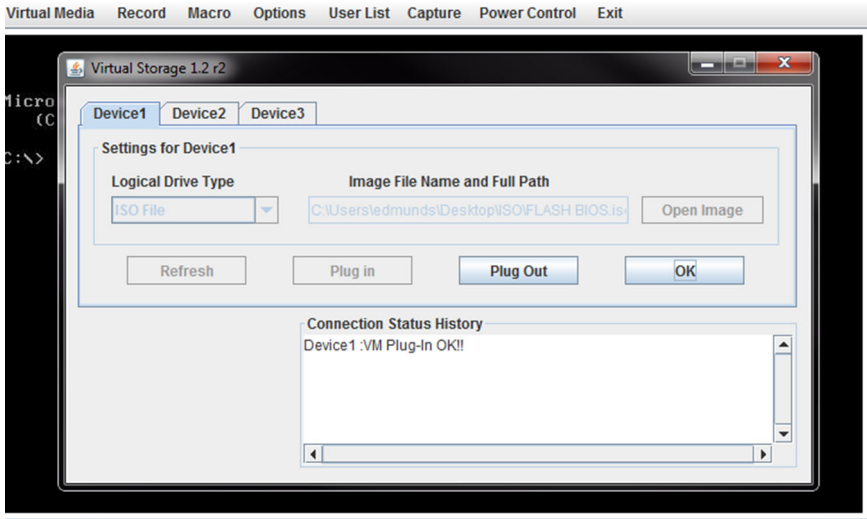 Virtual Media Record Macro Options User List Capture Power Control Exit
Virtual Storage 1.2 r2
Micro
(C
C:\>
Device1 Device2 Device3
Settings for Device1
Logical Drive Type Image File Name and Full Path
ISO File C:\Users\edmunds\Desktop\ISO\FLASH BIOS.is Open Image
Refresh Plug in Plug Out OK
Connection Status History
Device1 :VM Plug-In OK!!